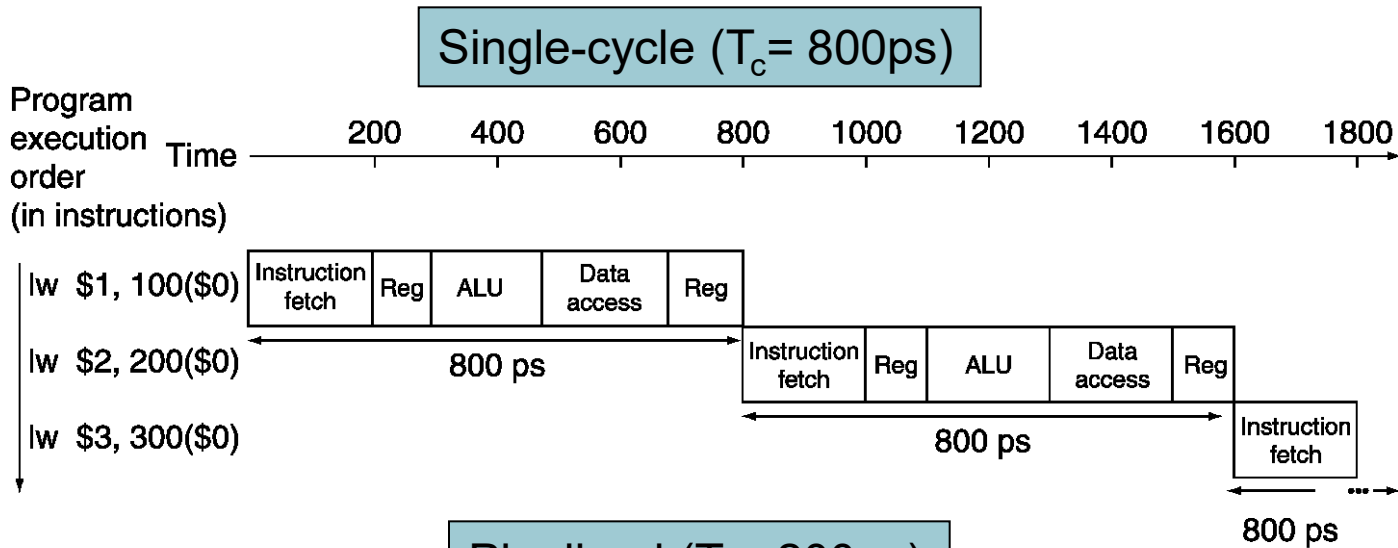 Single-cycle (Tc= 800ps)
Program
execution
order
(in instructions)
Time
200 400 600 800 1000 1200 1400 1600 1800
lw $1, 100($0)
Instruction
fetch
Reg
ALU
Data
access
Reg
800 ps
lw $2, 200($0)
Instruction
fetch
Reg
ALU
Data
access
Reg
800 ps
lw $3, 300($0)
Instruction
fetch
...
800 ps